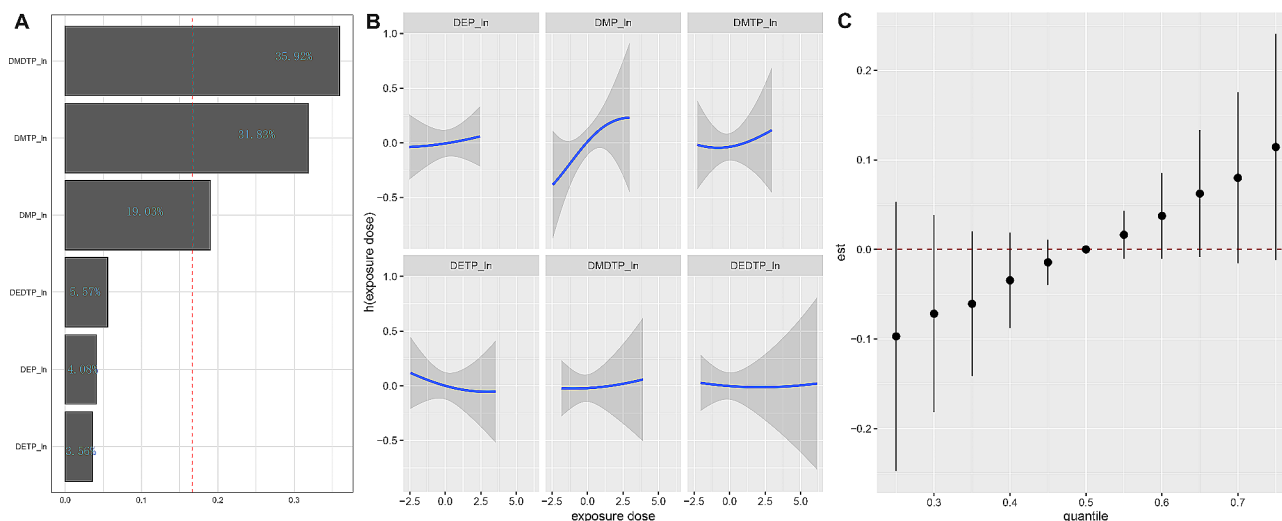 A
DMDTP_ln
35.92%
DMTP_ln
31.83%
DMP_ln
19.03%
DEDTP_ln
5.57%
DEP_ln
4.08%
DETP_ln
3.56%
0.0 0.1 0.2 0.3
B
DEP_ln DMP_ln DMTP_ln
1.0
0.5
0.0
−0.5
h(exposure dose)
DETP_ln DMDTP_ln DEDTP_ln
1.0
0.5
0.0
−0.5
−2.5 0.0 2.5 5.0 −2.5 0.0 2.5 5.0 −2.5 0.0 2.5 5.0
exposure dose
C
0.2
0.1
0.0
−0.1
−0.2
est
0.3 0.4 0.5 0.6 0.7
quantile